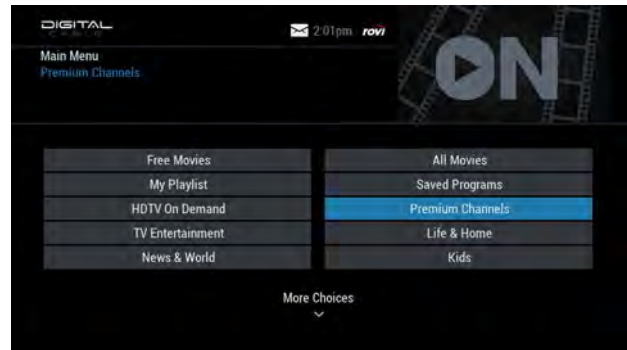 DIGITAL
CABLE
2:01pm rovi
Main Menu
Premium Channels
ON
Free Movies
All Movies
My Playlist
Saved Programs
HDTV On Demand
Premium Channels
TV Entertainment
Life & Home
News & World
Kids
More Choices